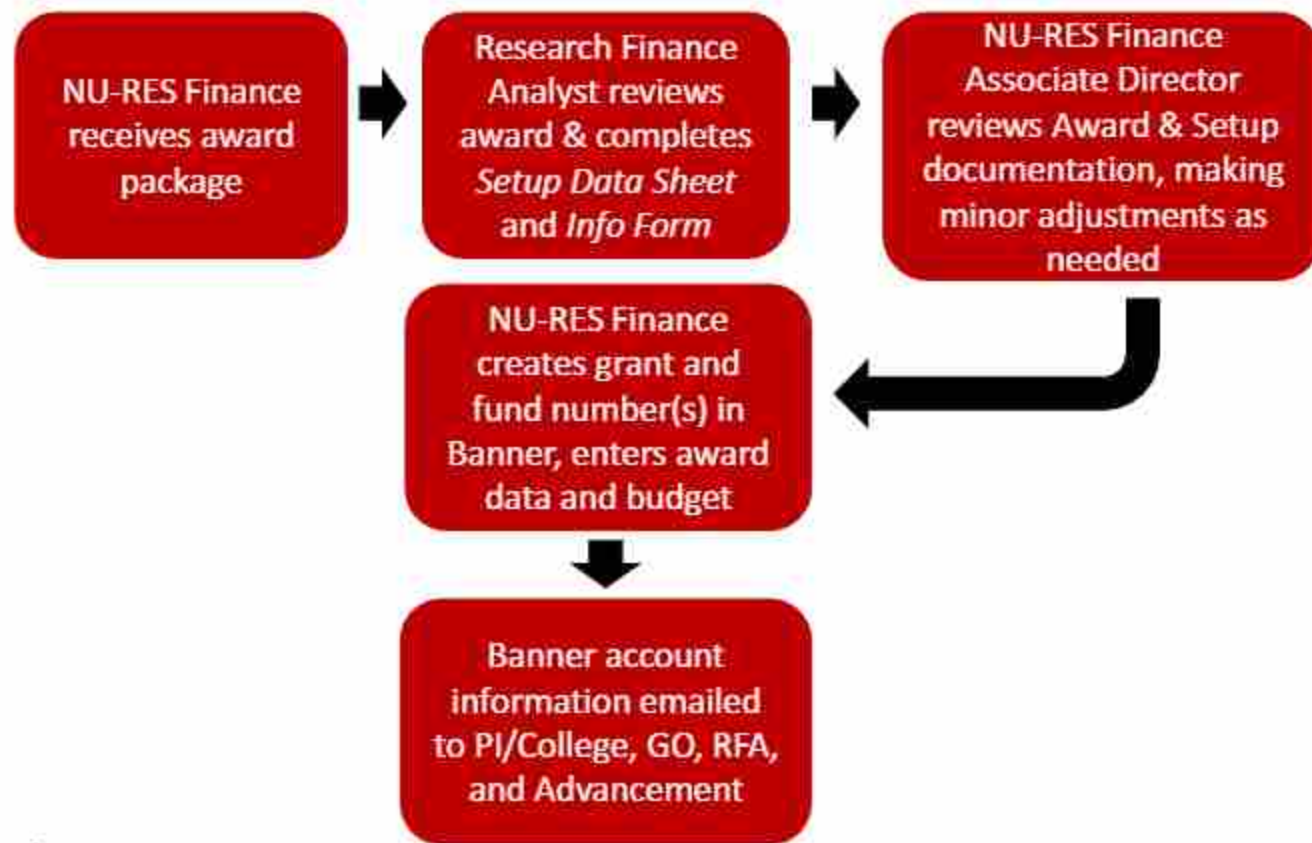 NU-RES Finance
receives award
package
Research Finance
Analyst reviews
award & completes
Setup Data Sheet
and Info Form
NU-RES Finance
Associate Director
reviews Award & Setup
documentation, making
minor adjustments as
needed
NU-RES Finance
creates grant and
fund number(s) in
Banner, enters award
data and budget
Banner account
information emailed
to PI/College, GO, RFA,
and Advancement